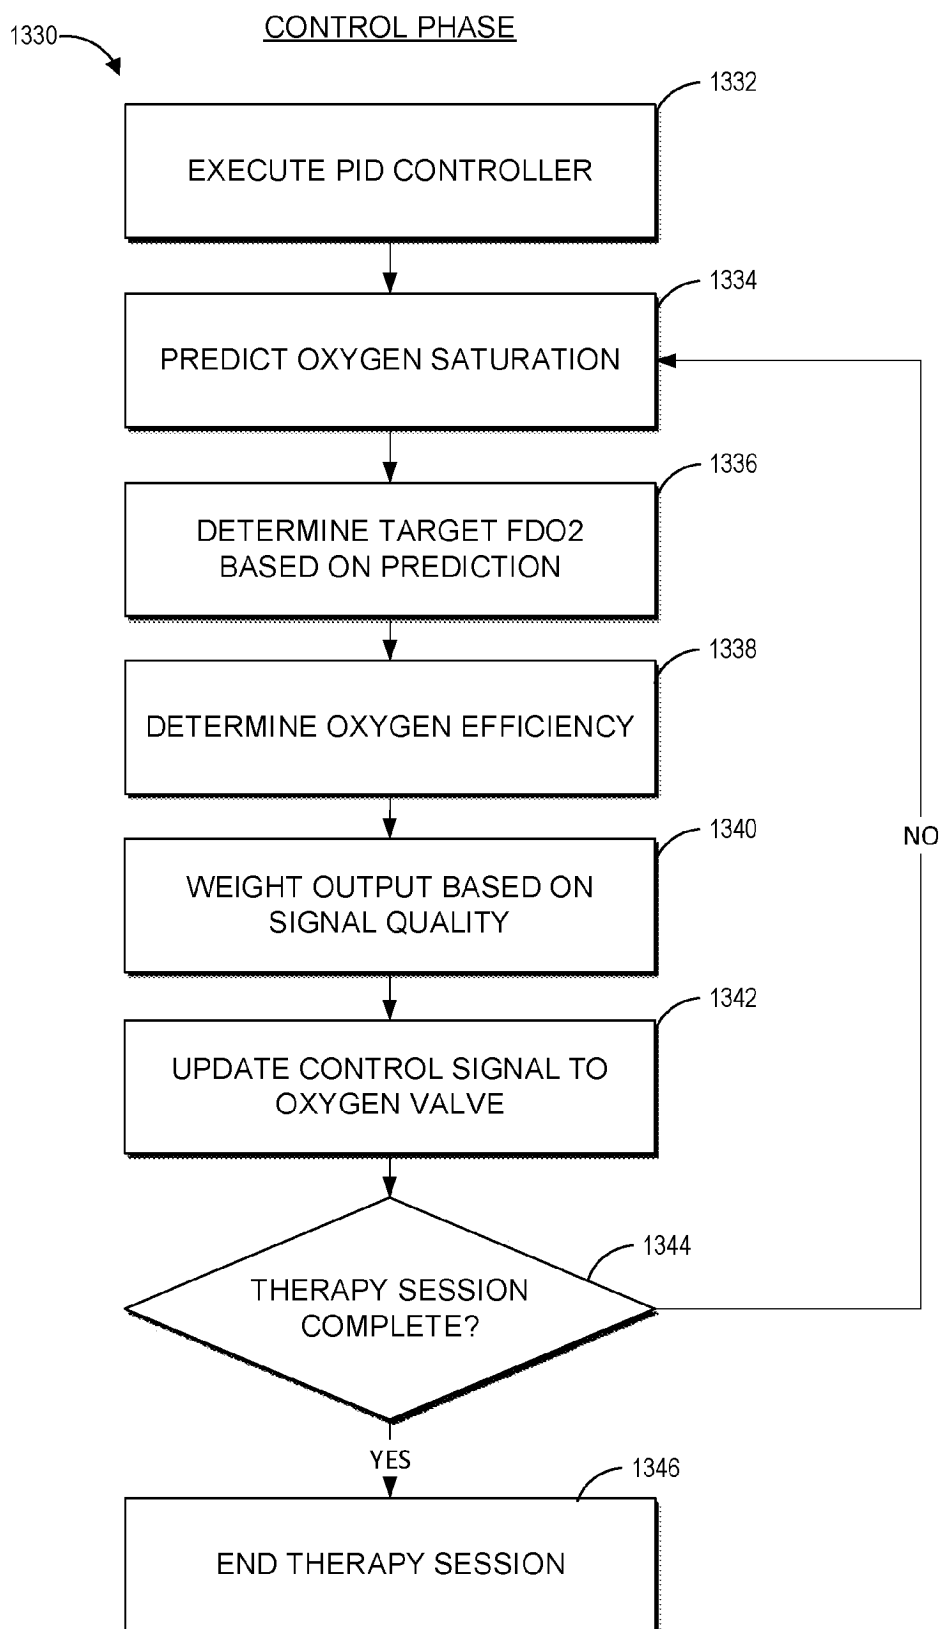 CONTROL PHASE
1330
1332
EXECUTE PID CONTROLLER
1334
PREDICT OXYGEN SATURATION
1336
DETERMINE TARGET FDO2
BASED ON PREDICTION
1338
DETERMINE OXYGEN EFFICIENCY
1340
NO
WEIGHT OUTPUT BASED ON
SIGNAL QUALITY
1342
UPDATE CONTROL SIGNAL TO
OXYGEN VALVE
1344
THERAPY SESSION
COMPLETE?
YES
1346
END THERAPY SESSION